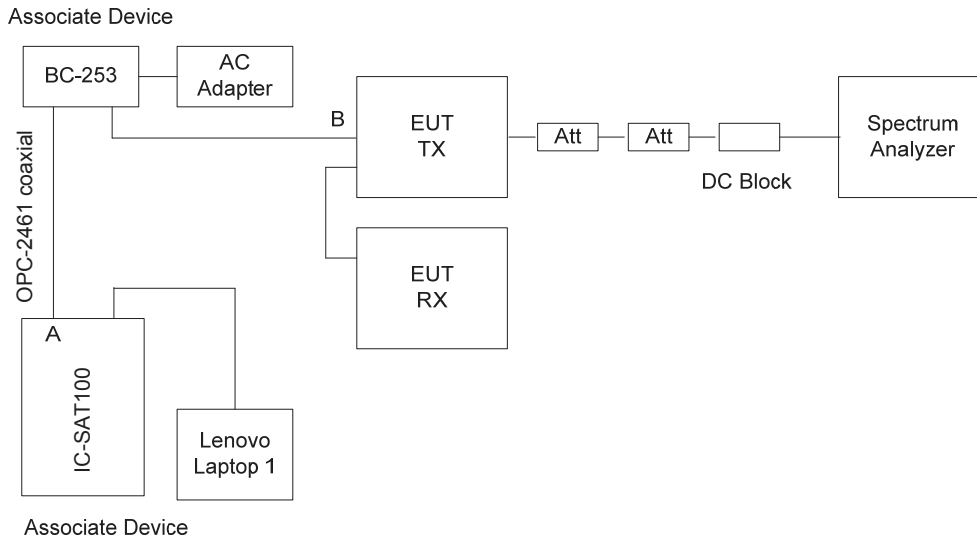 Associate Device
BC-253
AC
Adapter
B
EUT
TX
Att
Att
DC Block
Spectrum
Analyzer
OPC-2461 coaxial
EUT
RX
A
IC-SAT100
Lenovo
Laptop 1
Associate Device